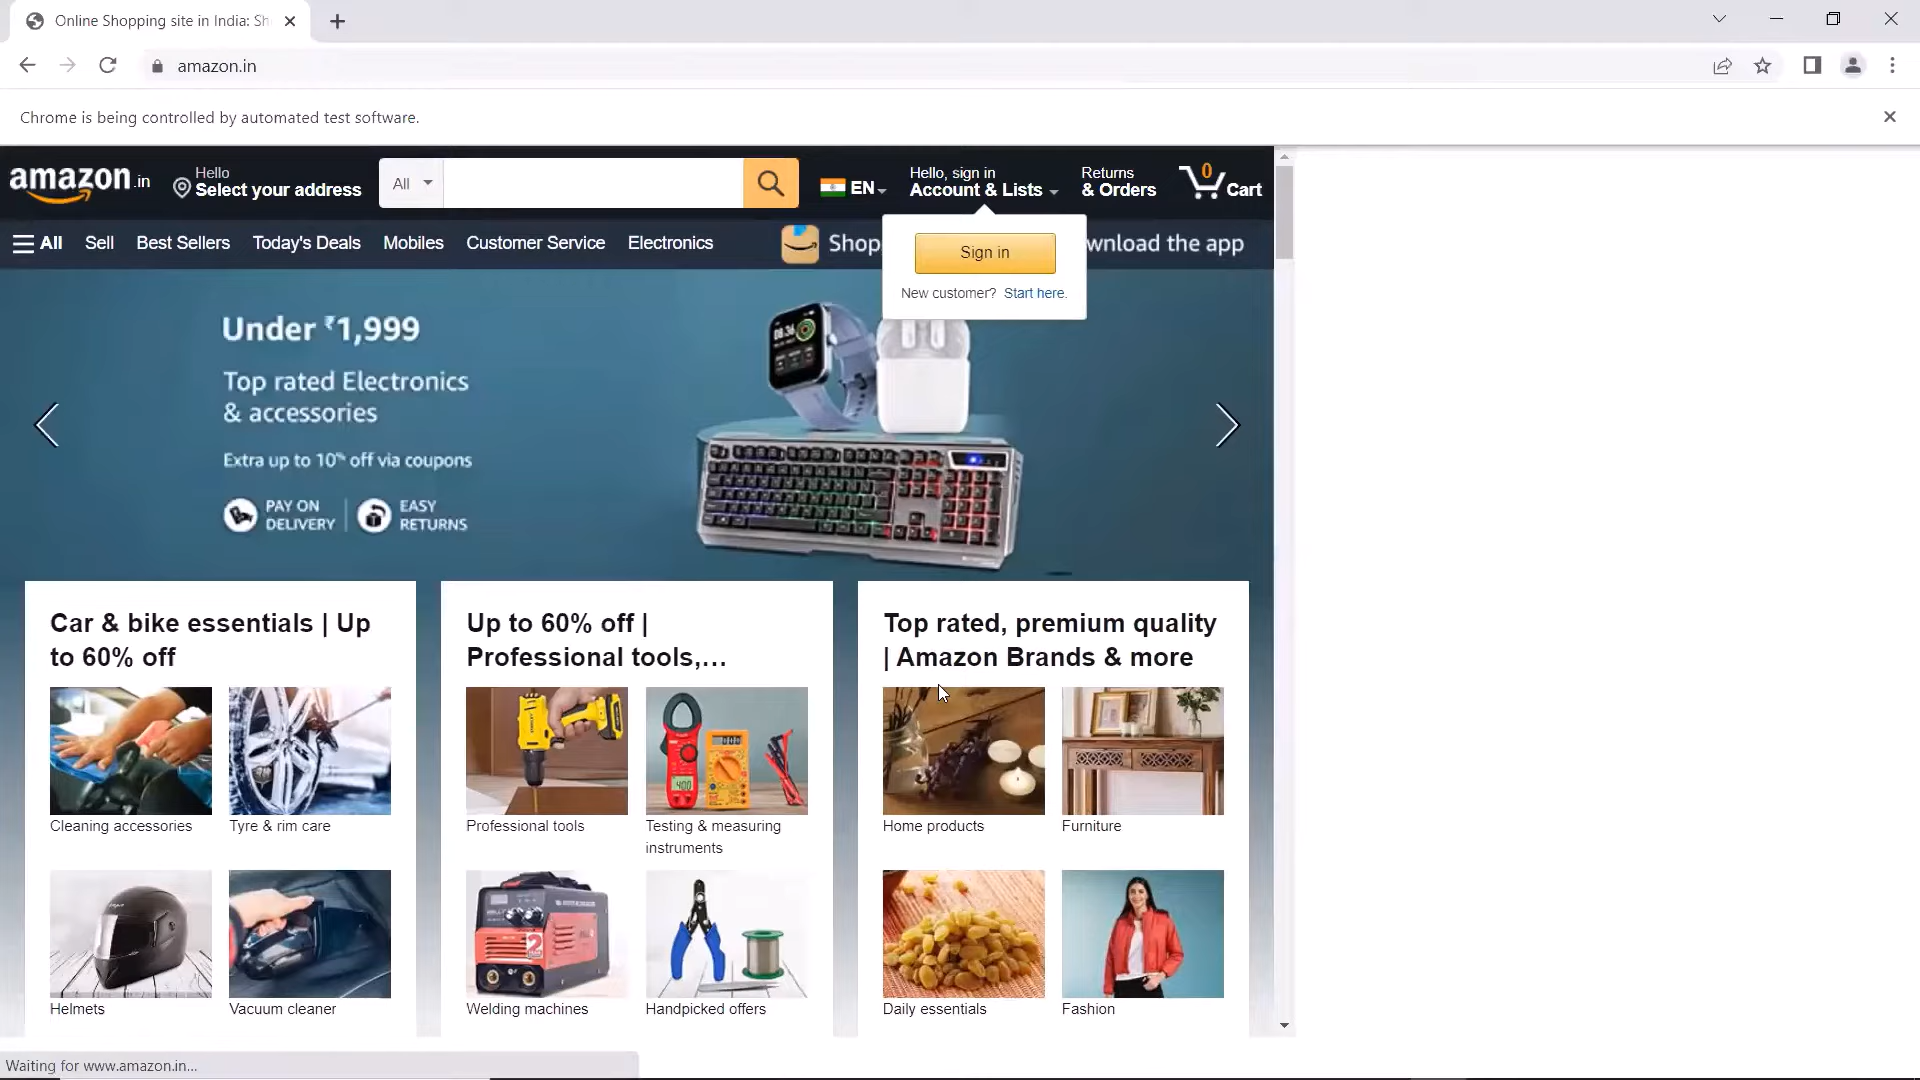 Online Shopping site in India: Sh
amazon.in
Chrome is being controlled by automated test software.
amazon.in
Hello
Select your address
All
EN
Hello, sign in
Account & Lists
Returns
& Orders
0
Cart
All
Sell
Best Sellers
Today's Deals
Mobiles
Customer Service
Electronics
Shop
wnload the app
Sign in
New customer? Start here.
Under ₹1,999
Top rated Electronics
& accessories
Extra up to 10% off via coupons
PAY ON
DELIVERY
EASY
RETURNS
08.36
Car & bike essentials | Up
to 60% off
Up to 60% off |
Professional tools,…
Top rated, premium quality
| Amazon Brands & more
Cleaning accessories
Tyre & rim care
Professional tools
Testing & measuring
instruments
Home products
Furniture
Helmets
Vacuum cleaner
Welding machines
Handpicked offers
Daily essentials
Fashion
Waiting for www.amazon.in...